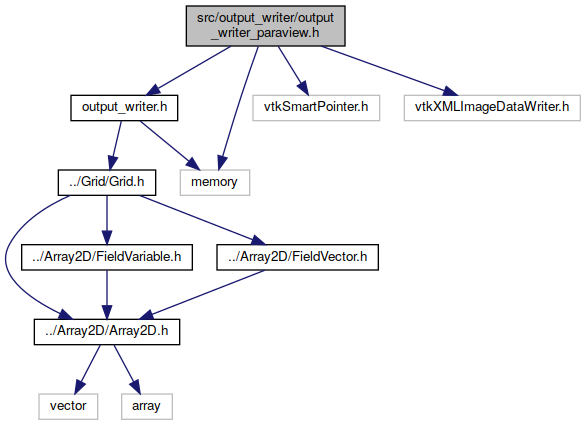 src/output_writer/output
_writer_paraview.h
output_writer.h
vtkSmartPointer.h
vtkXMLImageDataWriter.h
../Grid/Grid.h
memory
../Array2D/FieldVariable.h
../Array2D/FieldVector.h
../Array2D/Array2D.h
vector
array